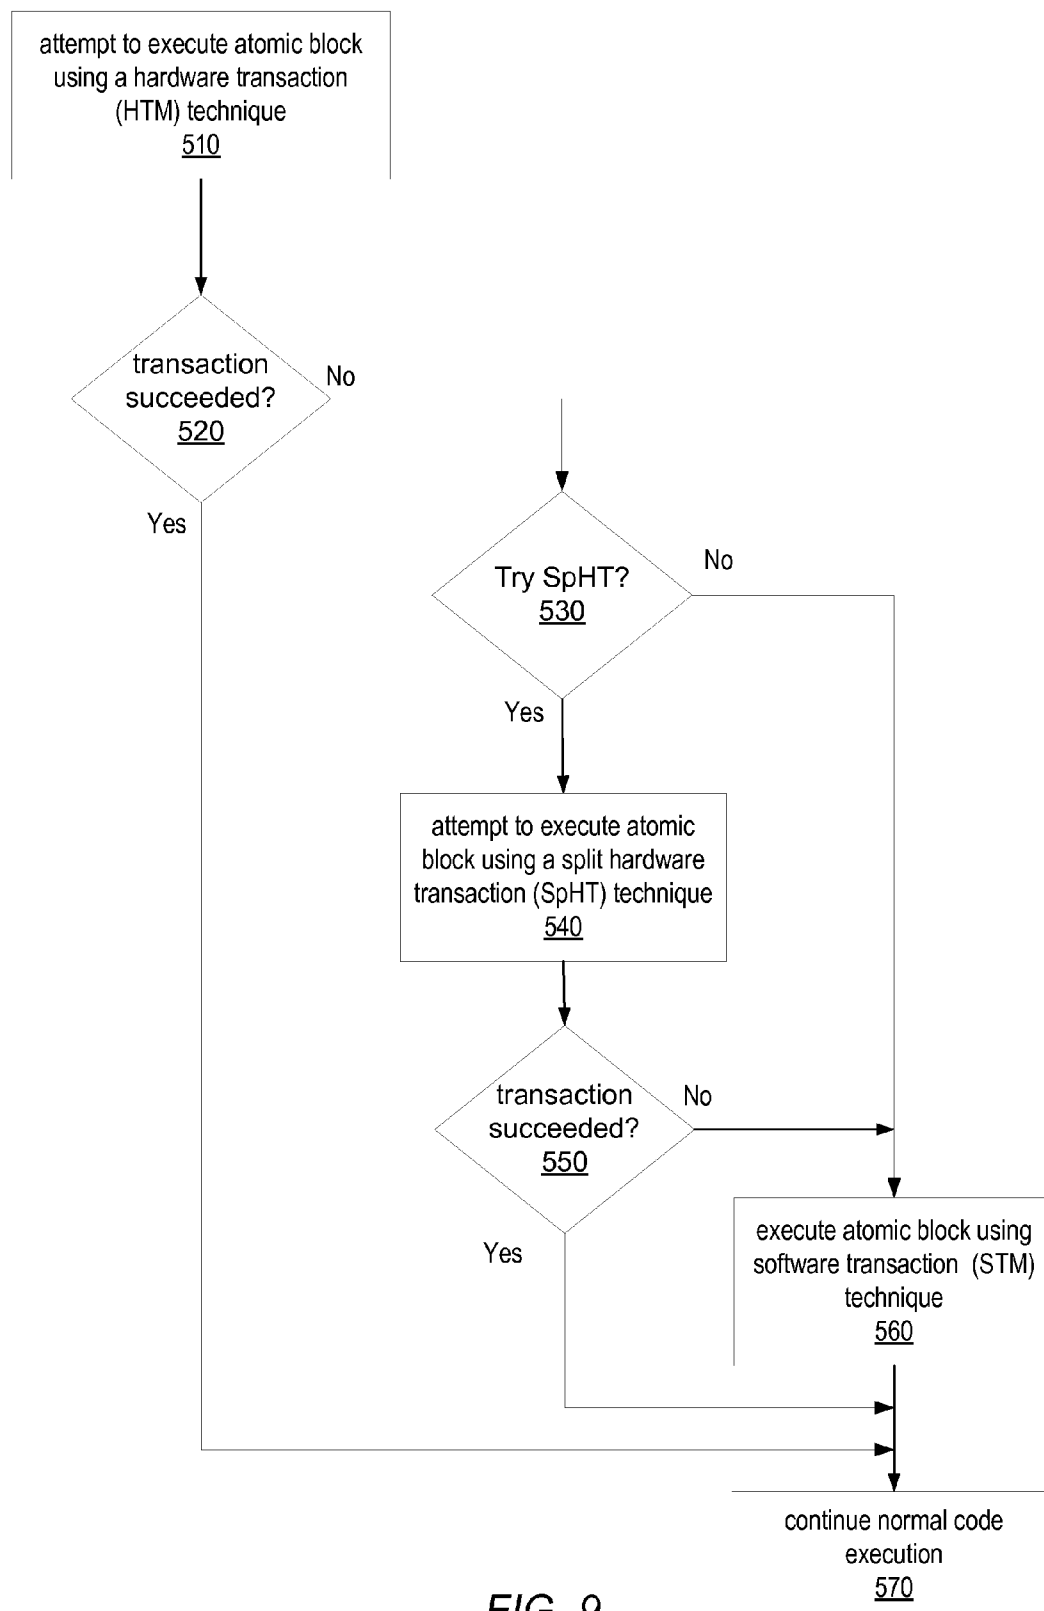 attempt to execute atomic block
using a hardware transaction
(HTM) technique
510
transaction
succeeded?
520
No
Yes
Try SpHT?
530
No
Yes
attempt to execute atomic
block using a split hardware
transaction (SpHT) technique
540
transaction
succeeded?
550
No
Yes
execute atomic block using
software transaction (STM)
technique
560
continue normal code
execution
570
FIG. 9